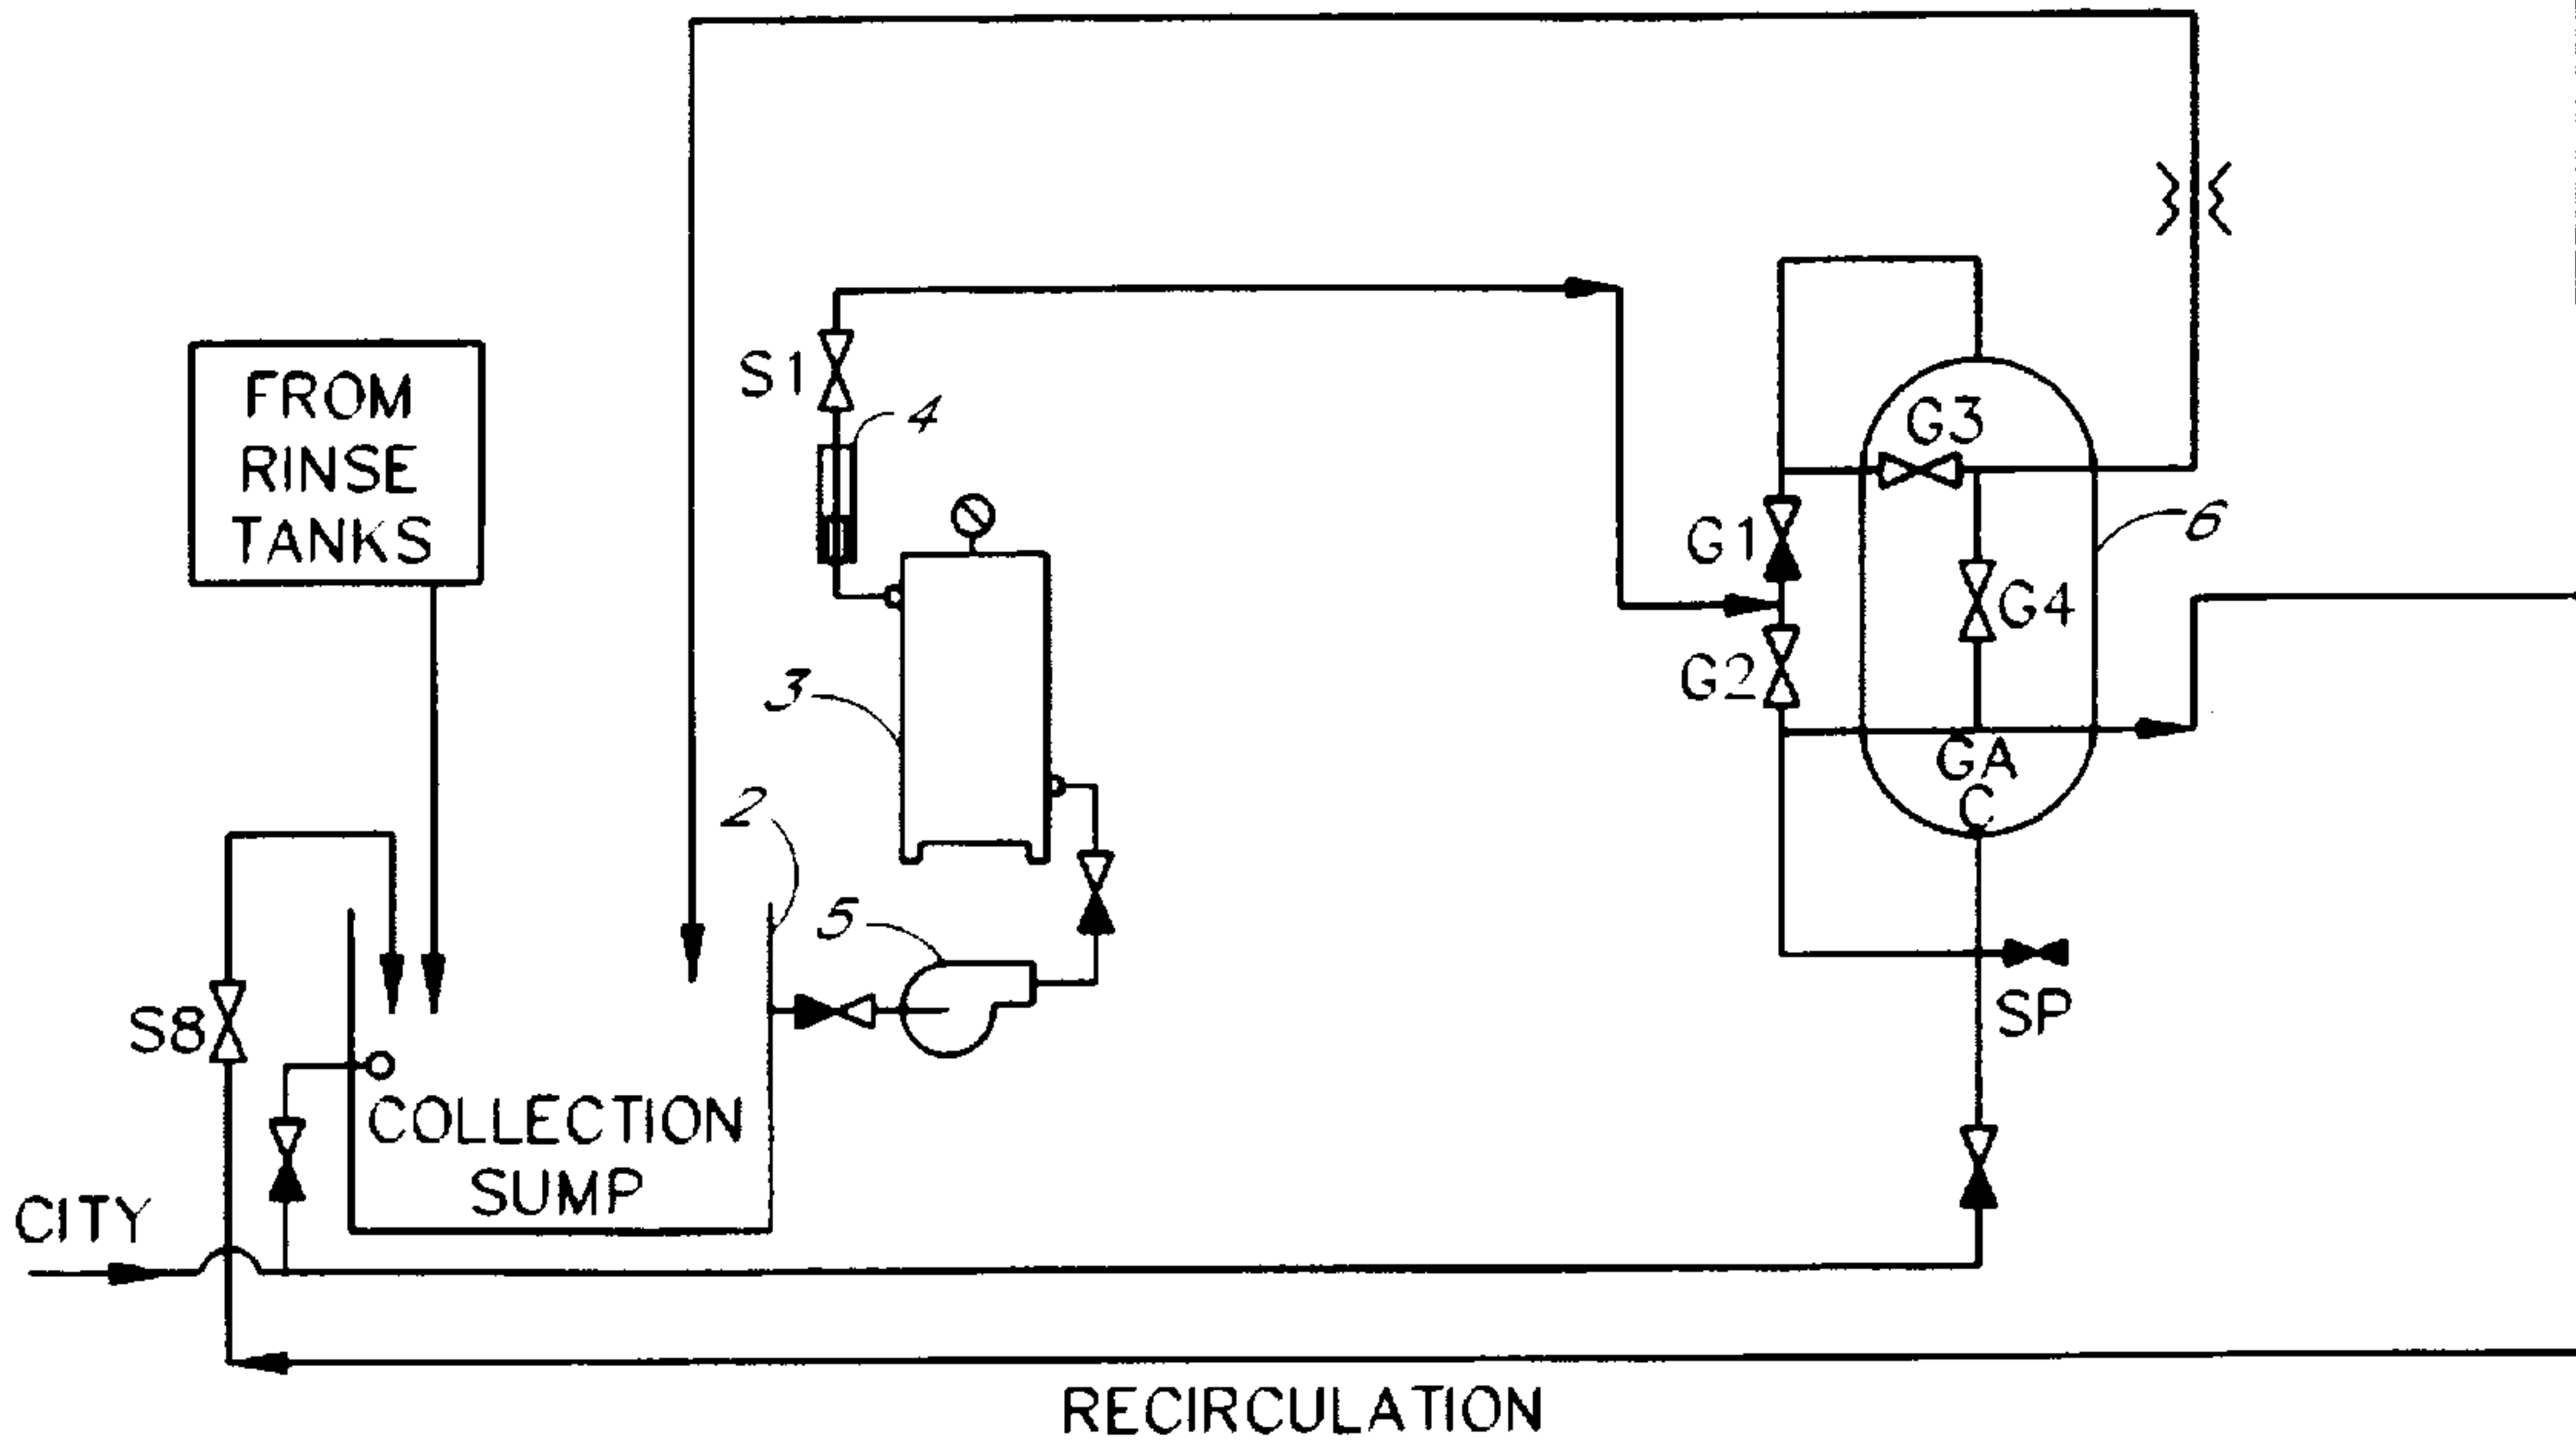 FROM
RINSE
TANKS
S1
4
G3
G1
6
G4
G2
3
GA
C
2
5
S8
SP
COLLECTION
SUMP
CITY
RECIRCULATION